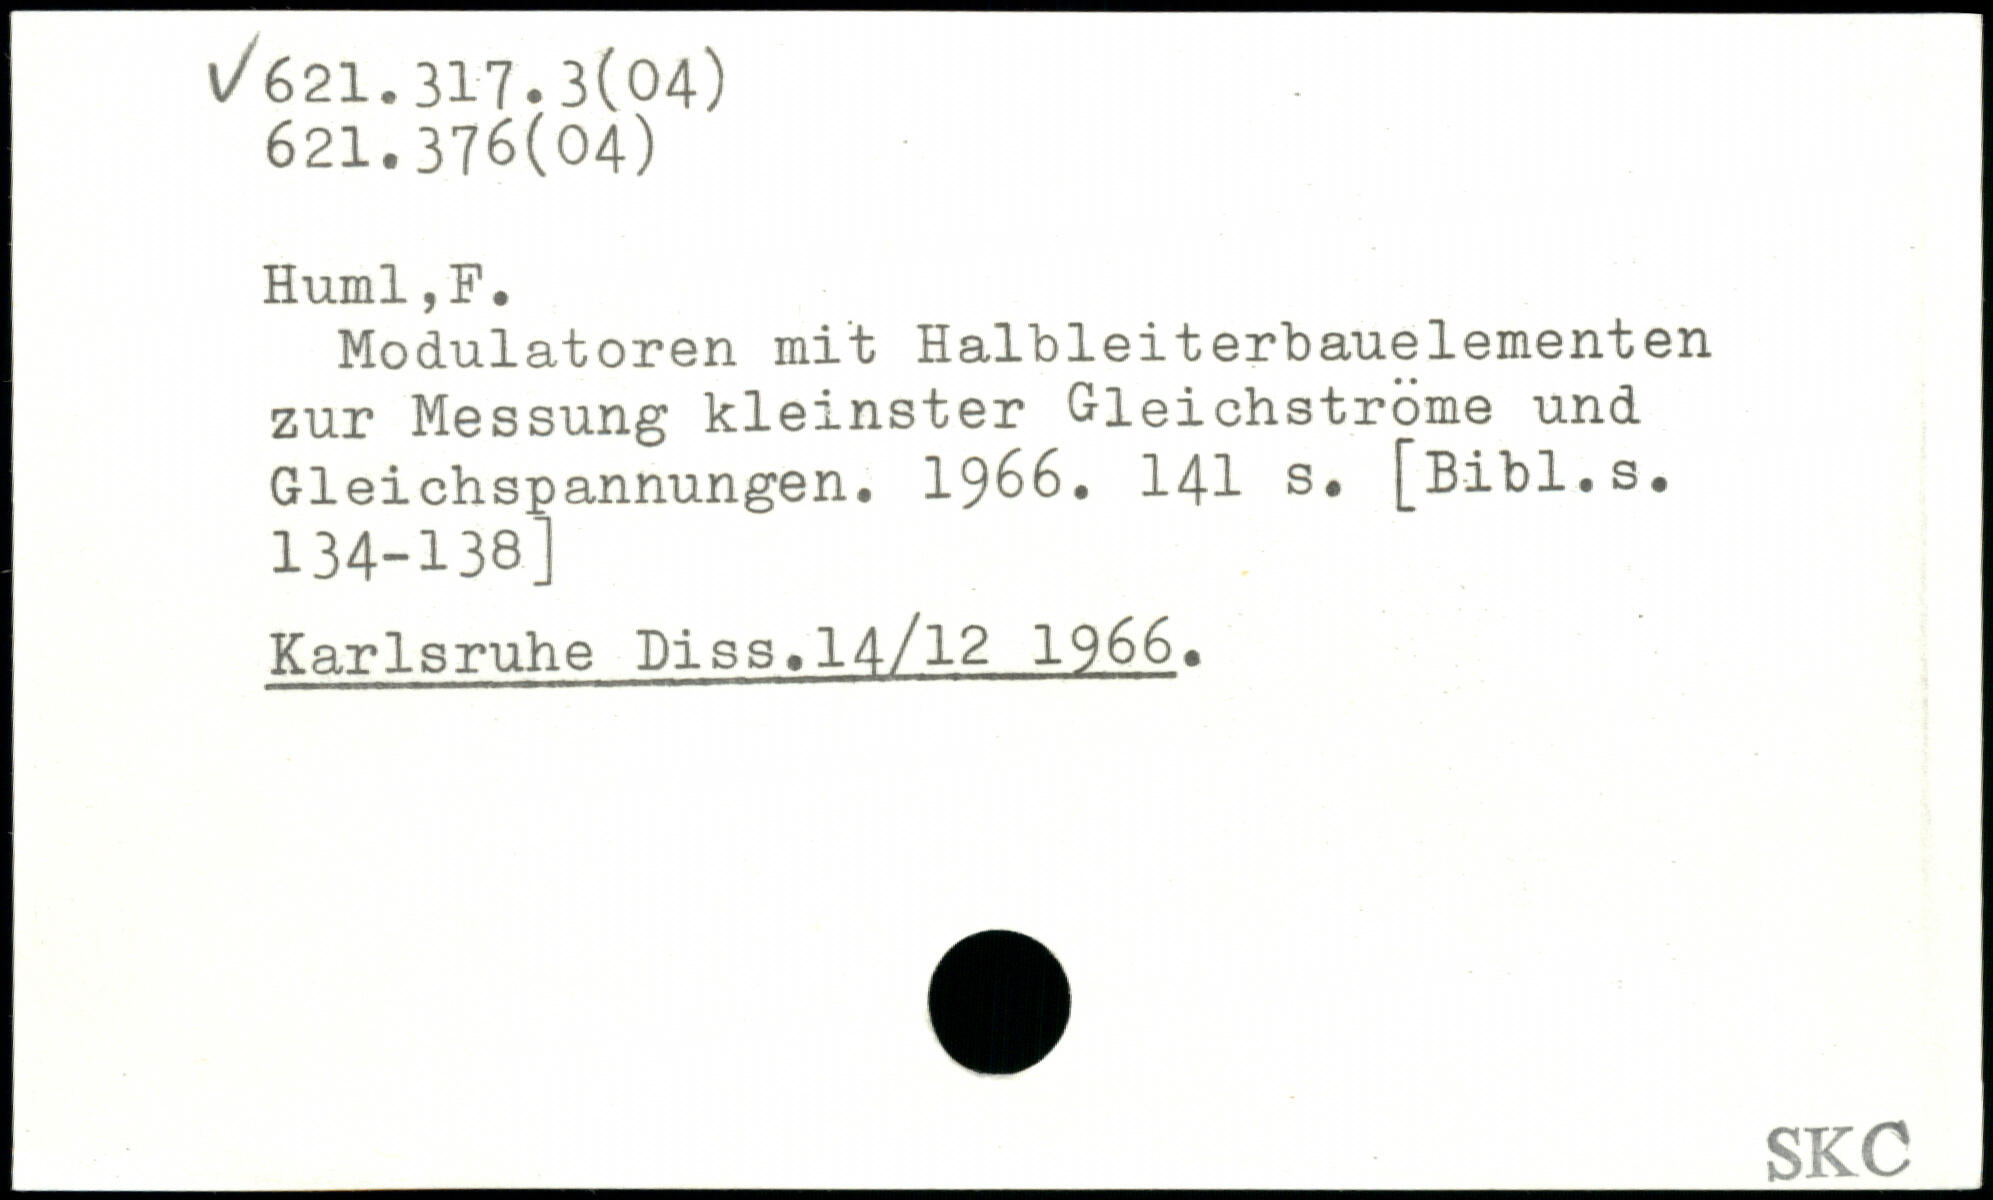 ✓621.317.3(04)
621.376(04)
Huml,F.
Modulatoren mit Halbleiterbauelementen
zur Messung kleinster Gleichströme und
Gleichspannungen. 1966. 141 s. [Bibl.s.
134-138]
Karlsruhe Diss.14/12 1966.
SKC